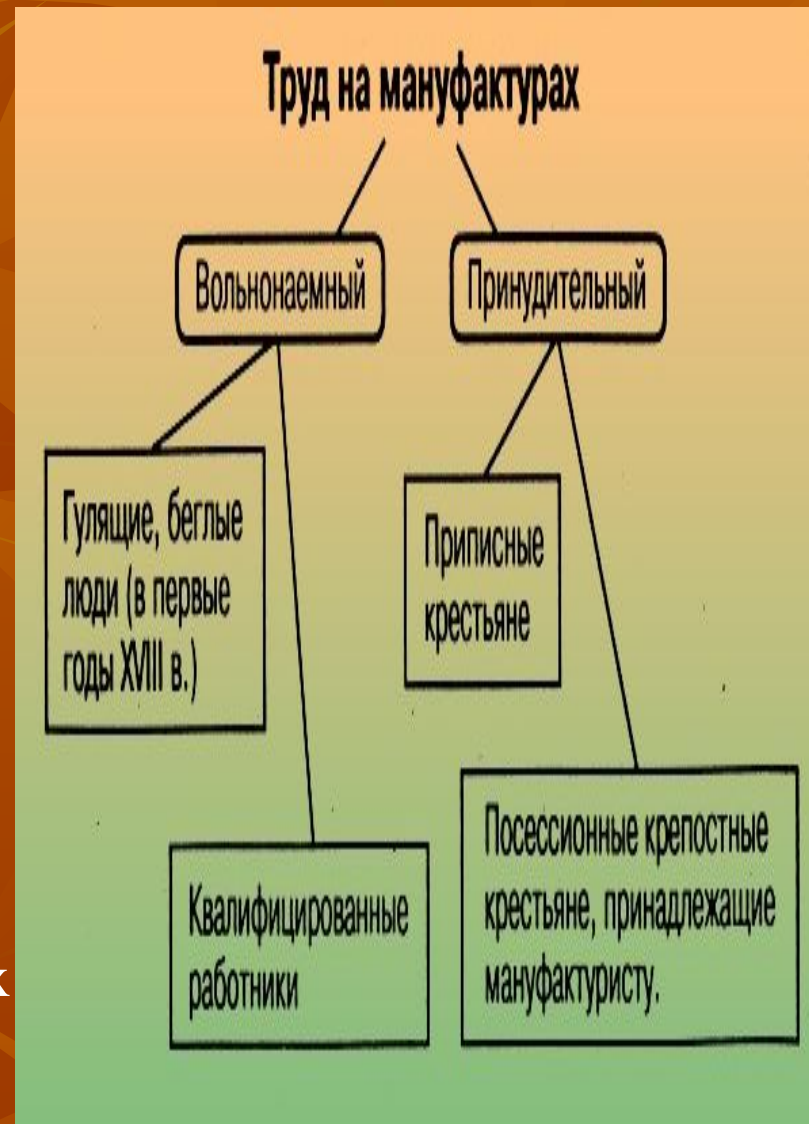 Труд на мануфактурах
Вольнонаемный
Принудительный
Гулящие, беглые
люди (в первые
годы XVIII в.)
Приписные
крестьяне
Квалифицированные
работники
Посессионные крепостные
крестьяне, принадлежащие
мануфактуристу.
к